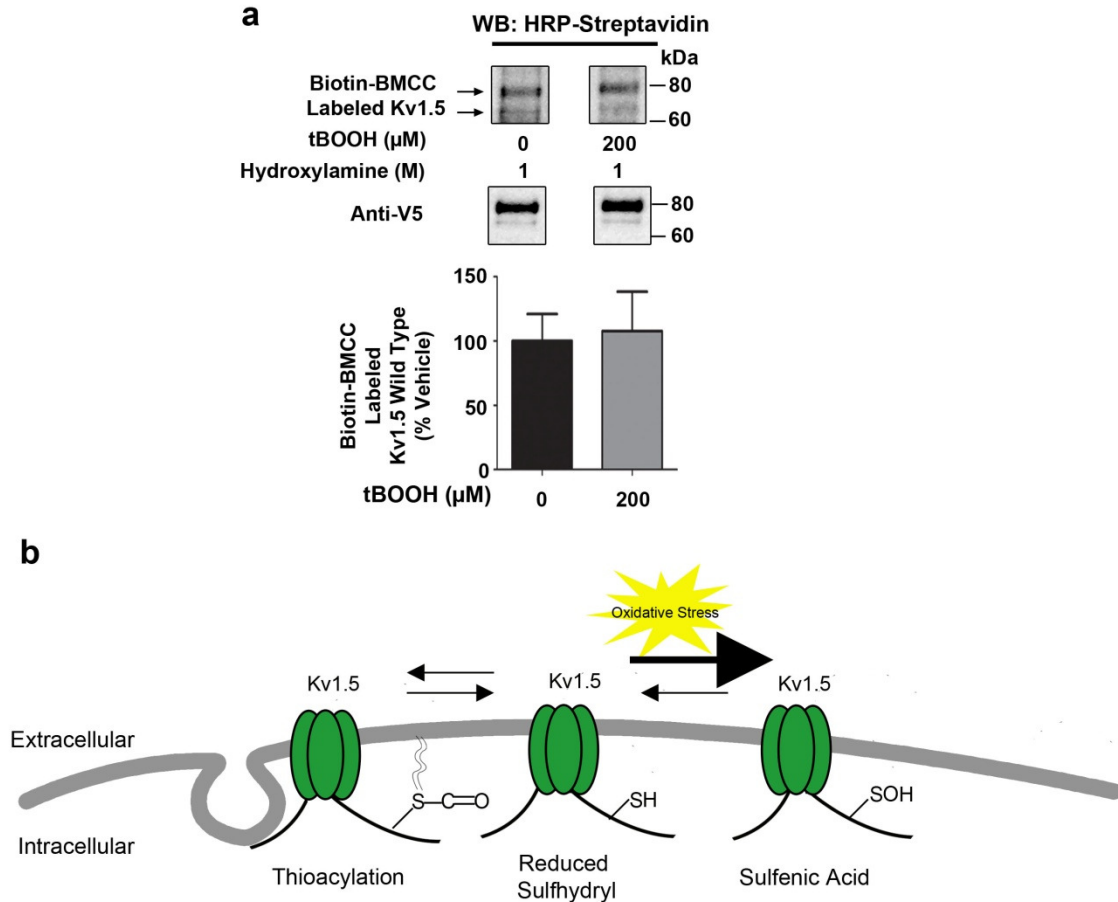 a
WB: HRP-Streptavidin
kDa
Biotin-BMCC
Labeled Kv1.5
80
60
tBOOH (µM) 0 200
Hydroxylamine (M) 1 1
Anti-V5
80
60
Biotin-BMCC
Labeled
Kv1.5 Wild Type
(% Vehicle)
150
100
50
0
tBOOH (µM) 0 200
b
Oxidative Stress
Kv1.5 Kv1.5 Kv1.5
Extracellular
Intracellular
S-C=O
SH
SOH
Thioacylation
Reduced
Sulfhydryl
Sulfenic Acid